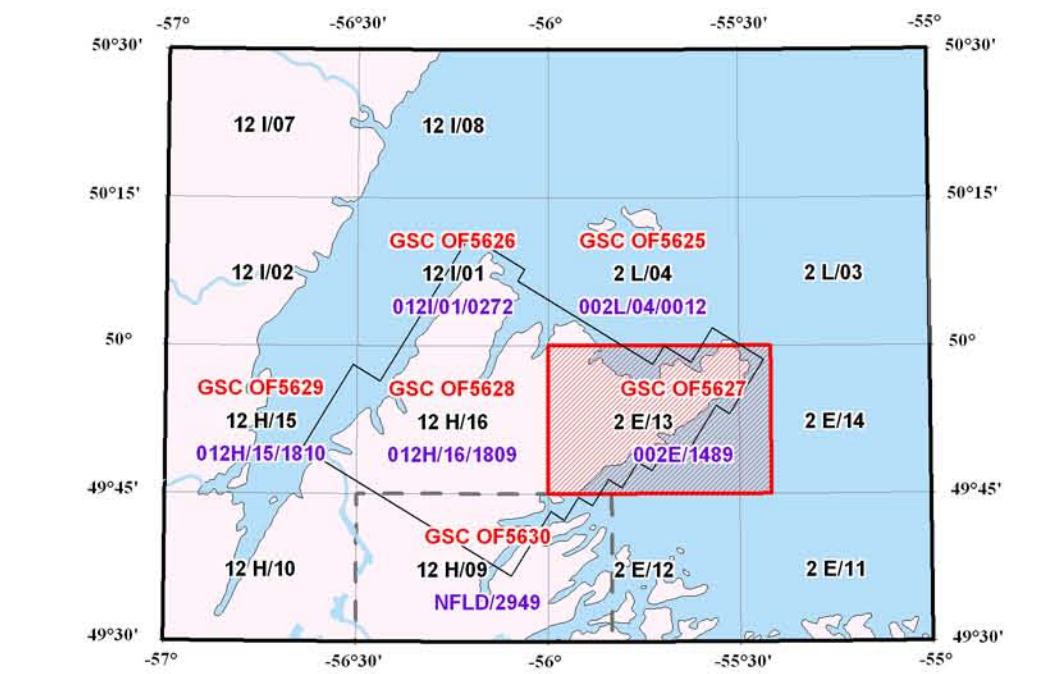 -57°
-56°30'
-56°
-55°30'
-55°
50°30'
50°30'
12 I/07
12 I/08
50°15'
50°15'
GSC OF5626
GSC OF5625
12 I/02
12 I/01
2 L/04
2 L/03
012I/01/0272
002L/04/0012
50°
50°
GSC OF5629
GSC OF5628
GSC OF5627
12 H/15
12 H/16
2 E/13
2 E/14
012H/15/1810
012H/16/1809
002E/1489
49°45'
49°45'
GSC OF5630
12 H/10
12 H/09
2 E/12
2 E/11
NFLD/2949
49°30'
49°30'
-57°
-56°30'
-56°
-55°30'
-55°